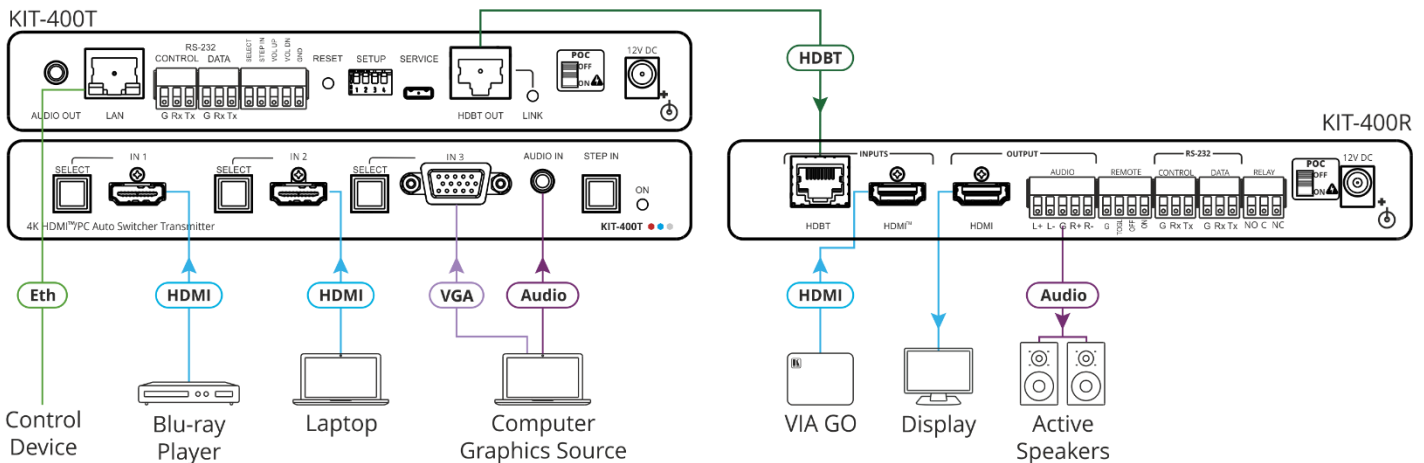 KIT-400T
AUDIO OUT
LAN
RS-232
CONTROL DATA
G Rx Tx G Rx Tx
SELECT
STEP IN
VOL UP
VOL DN
GND
RESET
SETUP
1 2 3 4
SERVICE
HDBT OUT
LINK
POC
OFF
ON
12V DC
HDBT
SELECT
IN 1
SELECT
IN 2
SELECT
IN 3
AUDIO IN
STEP IN
ON
4K HDMI™/PC Auto Switcher Transmitter
KIT-400T
KIT-400R
INPUTS
HDBT
HDMI™
OUTPUT
HDMI
AUDIO
L+ L- G R+ R-
REMOTE
G
TOGL
OFF
ON
RS-232
CONTROL DATA
G Rx Tx G Rx Tx
RELAY
NO C NC
POC
OFF
ON
12V DC
Eth
HDMI
HDMI
VGA
Audio
HDMI
Audio
Control
Device
Blu-ray
Player
Laptop
Computer
Graphics Source
VIA GO
Display
Active
Speakers